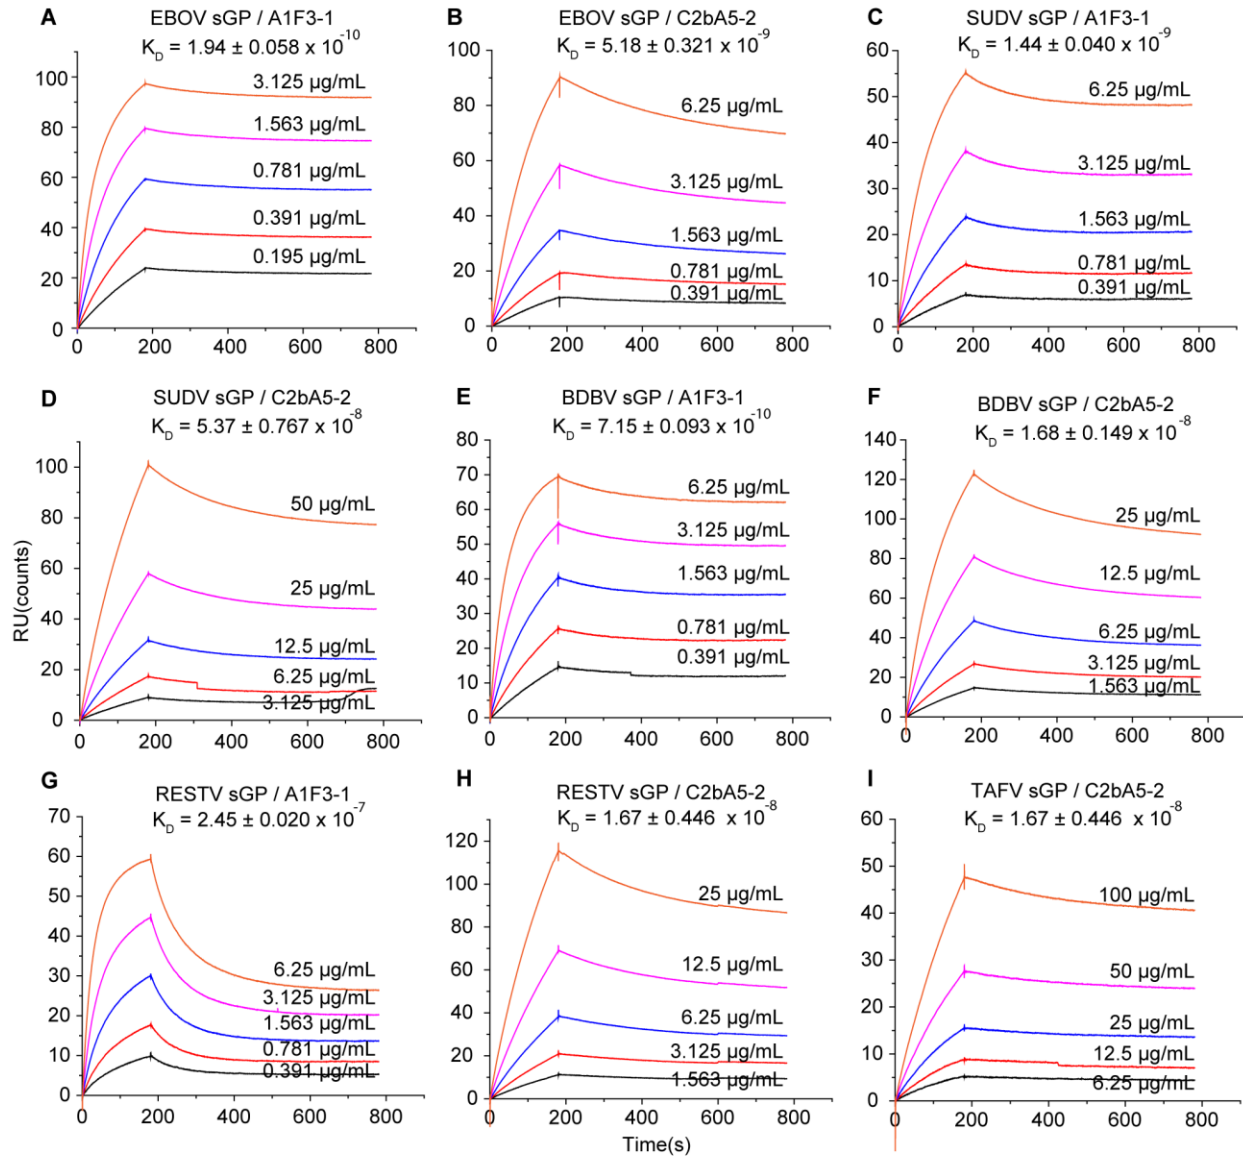 A
EBOV sGP / A1F3-1
K_D = 1.94 ± 0.058 x 10^-10
3.125 µg/mL
1.563 µg/mL
0.781 µg/mL
0.391 µg/mL
0.195 µg/mL
100
80
60
40
20
0
0 200 400 600 800
B
EBOV sGP / C2bA5-2
K_D = 5.18 ± 0.321 x 10^-9
6.25 µg/mL
3.125 µg/mL
1.563 µg/mL
0.781 µg/mL
0.391 µg/mL
100
80
60
40
20
0
0 200 400 600 800
C
SUDV sGP / A1F3-1
K_D = 1.44 ± 0.040 x 10^-9
6.25 µg/mL
3.125 µg/mL
1.563 µg/mL
0.781 µg/mL
0.391 µg/mL
60
50
40
30
20
10
0
0 200 400 600 800
D
SUDV sGP / C2bA5-2
K_D = 5.37 ± 0.767 x 10^-8
50 µg/mL
25 µg/mL
12.5 µg/mL
6.25 µg/mL
3.125 µg/mL
100
80
60
40
20
0
0 200 400 600 800
RU(counts)
E
BDBV sGP / A1F3-1
K_D = 7.15 ± 0.093 x 10^-10
6.25 µg/mL
3.125 µg/mL
1.563 µg/mL
0.781 µg/mL
0.391 µg/mL
80
70
60
50
40
30
20
10
0
0 200 400 600 800
F
BDBV sGP / C2bA5-2
K_D = 1.68 ± 0.149 x 10^-8
25 µg/mL
12.5 µg/mL
6.25 µg/mL
3.125 µg/mL
1.563 µg/mL
140
120
100
80
60
40
20
0
0 200 400 600 800
G
RESTV sGP / A1F3-1
K_D = 2.45 ± 0.020 x 10^-7
6.25 µg/mL
3.125 µg/mL
1.563 µg/mL
0.781 µg/mL
0.391 µg/mL
70
60
50
40
30
20
10
0
0 200 400 600 800
H
RESTV sGP / C2bA5-2
K_D = 1.67 ± 0.446 x 10^-8
25 µg/mL
12.5 µg/mL
6.25 µg/mL
3.125 µg/mL
1.563 µg/mL
120
100
80
60
40
20
0
0 200 400 600 800
Time(s)
I
TAFV sGP / C2bA5-2
K_D = 1.67 ± 0.446 x 10^-8
100 µg/mL
50 µg/mL
25 µg/mL
12.5 µg/mL
6.25 µg/mL
50
40
30
20
10
0
0 200 400 600 800